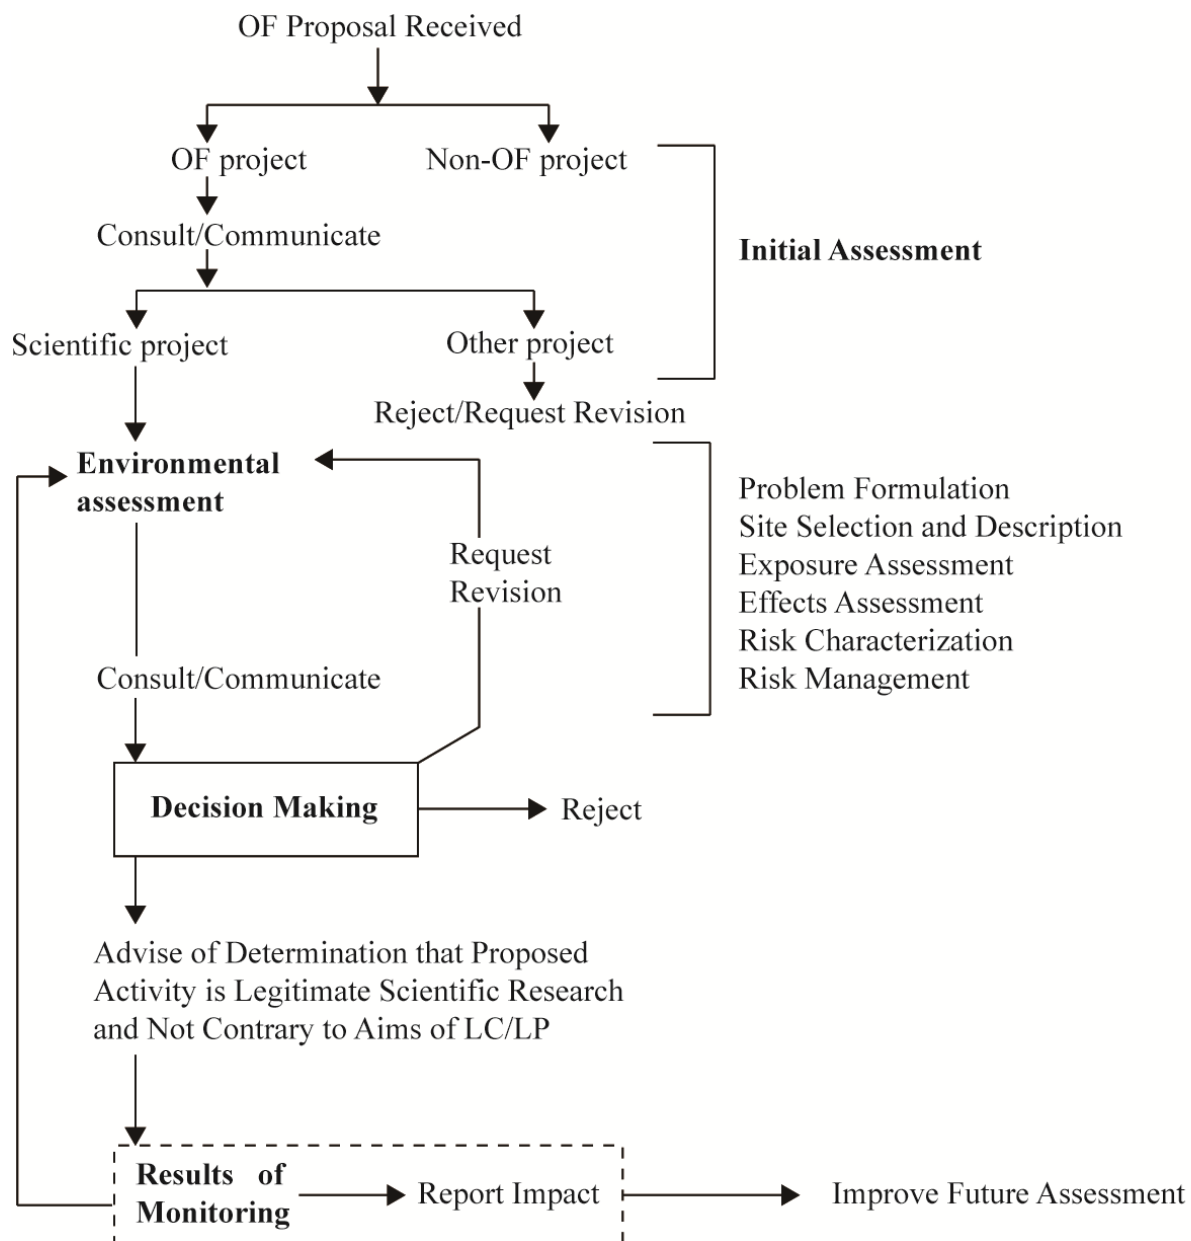 OF Proposal Received
OF project
Non-OF project
Consult/Communicate
Initial Assessment
Scientific project
Other project
Reject/Request Revision
Environmental
assessment
Request
Revision
Problem Formulation
Site Selection and Description
Exposure Assessment
Effects Assessment
Risk Characterization
Risk Management
Consult/Communicate
Decision Making
Reject
Advise of Determination that Proposed
Activity is Legitimate Scientific Research
and Not Contrary to Aims of LC/LP
Results of
Monitoring
Report Impact
Improve Future Assessment